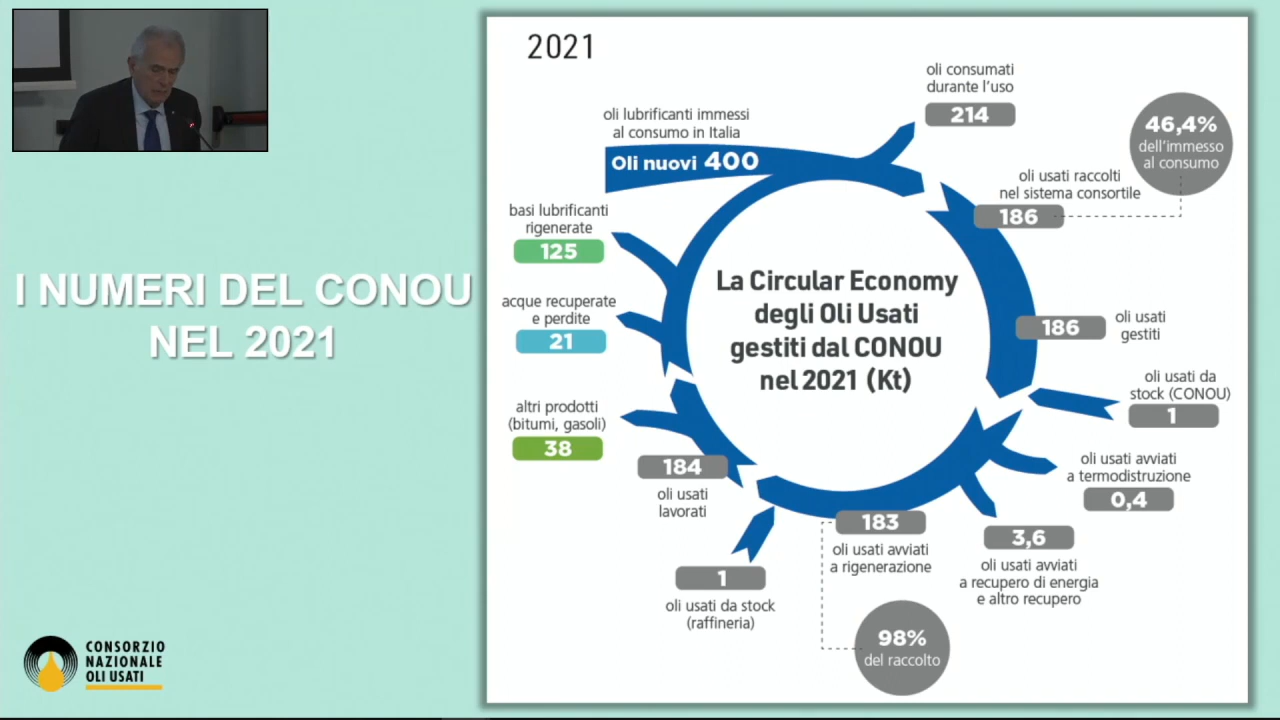 I NUMERI DEL CONOU
NEL 2021
CONSORZIO
NAZIONALE
OLI USATI
2021
oli lubrificanti immessi
al consumo in Italia
Oli nuovi 400
oli consumati
durante l'uso
214
46,4%
dell'immesso
al consumo
oli usati raccolti
nel sistema consortile
186
186
oli usati
gestiti
oli usati da
stock (CONOU)
1
oli usati avviati
a termodistruzione
0,4
3,6
oli usati avviati
a recupero di energia
e altro recupero
183
oli usati avviati
a rigenerazione
98%
del raccolto
1
oli usati da stock
(raffineria)
184
oli usati
lavorati
altri prodotti
(bitumi, gasoli)
38
acque recuperate
e perdite
21
basi lubrificanti
rigenerate
125
La Circular Economy
degli Oli Usati
gestiti dal CONOU
nel 2021 (Kt)